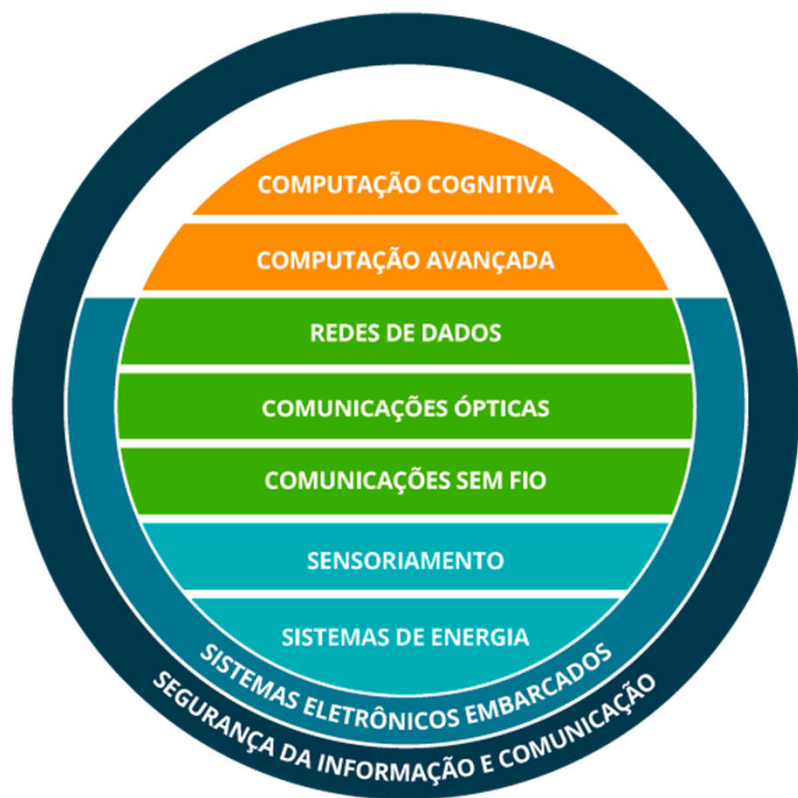 COMPUTAÇÃO COGNITIVA
COMPUTAÇÃO AVANÇADA
REDES DE DADOS
COMUNICAÇÕES ÓPTICAS
COMUNICAÇÕES SEM FIO
SENSORIAMENTO
SISTEMAS DE ENERGIA
SISTEMAS ELETRÔNICOS EMBARCADOS
SEGURANÇA DA INFORMAÇÃO E COMUNICAÇÃO